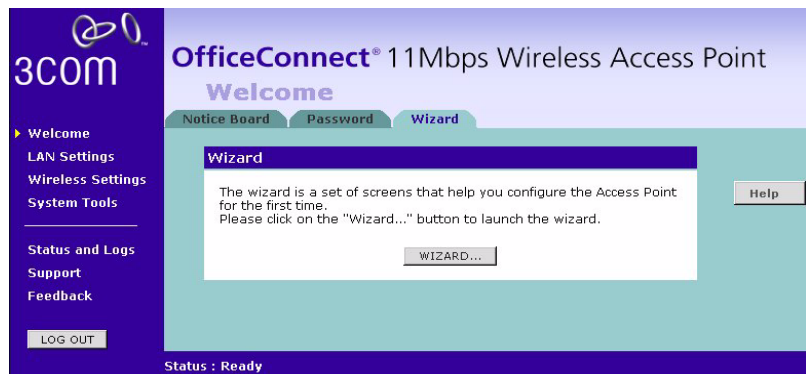 3COM
OfficeConnect® 11Mbps Wireless Access Point
Welcome
Notice Board Password Wizard
Welcome
LAN Settings
Wireless Settings
System Tools
Status and Logs
Support
Feedback
LOG OUT
Wizard
The wizard is a set of screens that help you configure the Access Point
for the first time.
Please click on the "Wizard..." button to launch the wizard.
WIZARD...
Help
Status : Ready